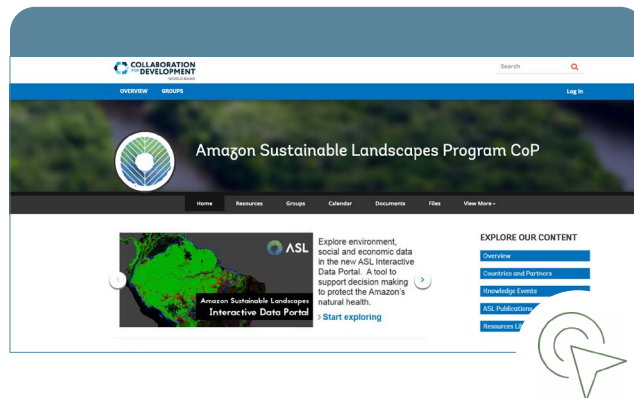 COLLABORATION
FOR DEVELOPMENT
WORLD BANK
Search
OVERVIEW GROUPS
Log In
Amazon Sustainable Landscapes Program CoP
Home Resources Groups Calendar Documents Files View More
ASL
Amazon Sustainable Landscapes
Interactive Data Portal
Explore environment,
social and economic data
in the new ASL Interactive
Data Portal. A tool to
support decision making
to protect the Amazon's
natural health.
› Start exploring
EXPLORE OUR CONTENT
Overview
Countries and Partners
Knowledge Events
ASL Publications
Resources